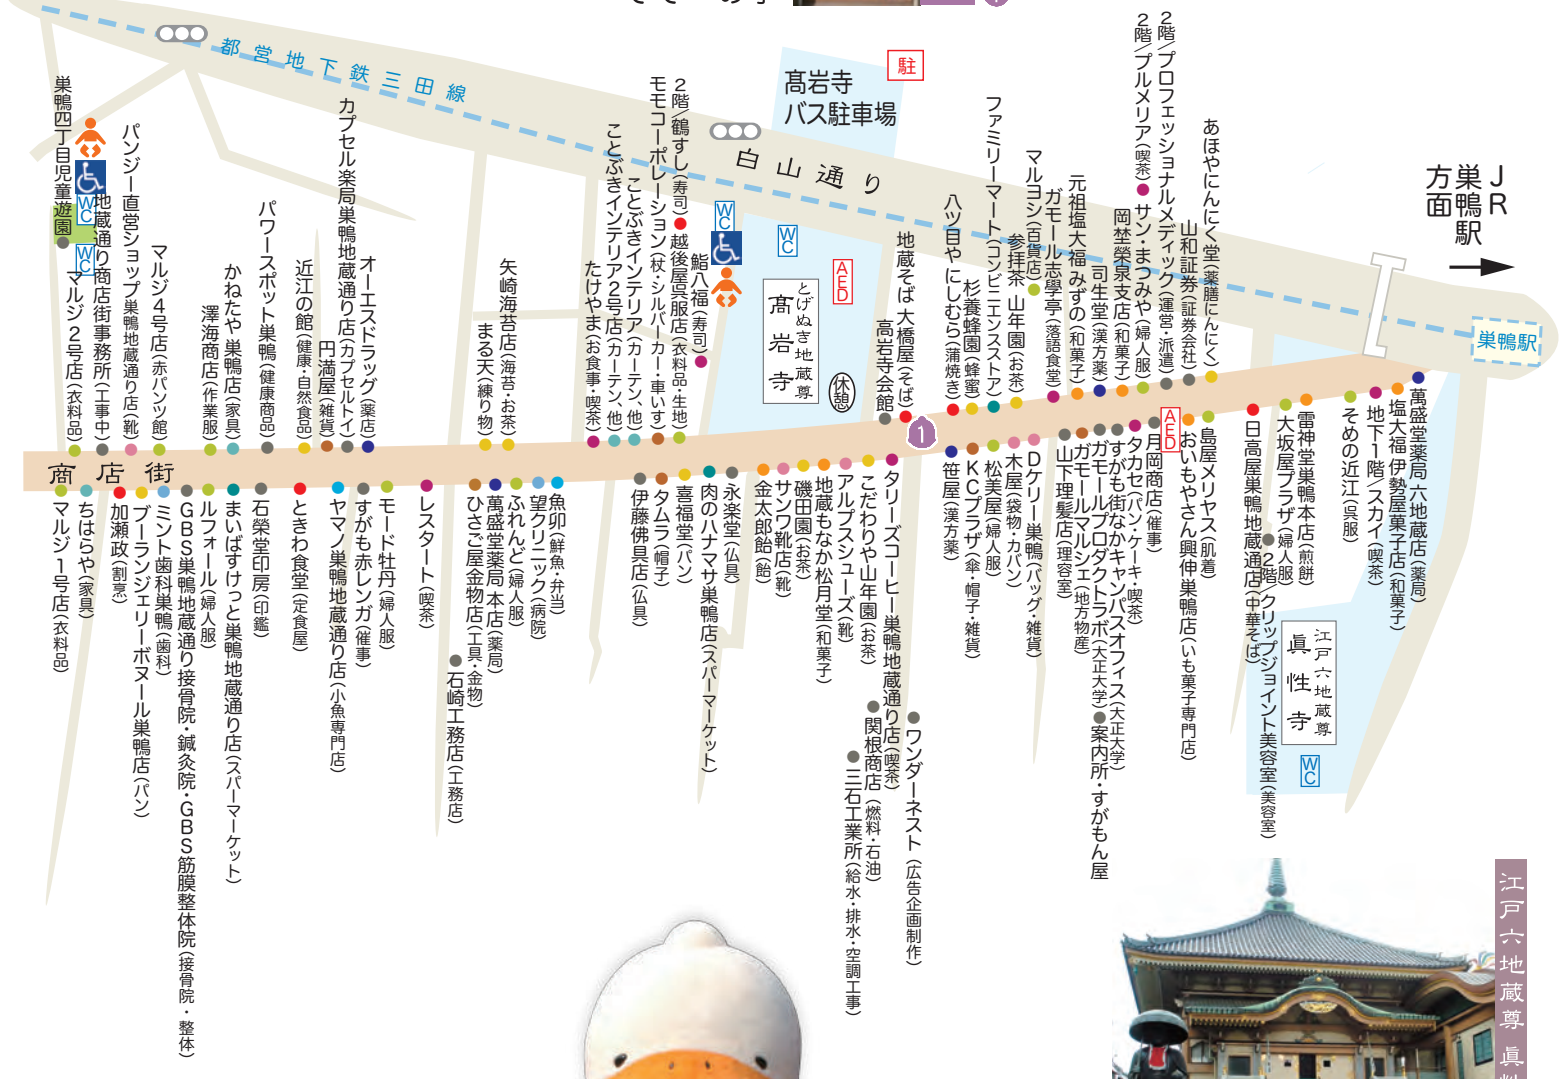 都営地下鉄三田線
白山通り
髙岩寺
バス駐車場
駐
JR
巣鴨駅
方面
巣鴨駅
商店街
とげぬき地蔵尊
髙岩寺
休憩
AED
WC
WC
WC
WC
巣鴨四丁目児童遊園
マルジ2号店(衣料品)
地蔵通り商店街事務所(工事中)
パンジー直営ショップ巣鴨地蔵通り店(靴)
マルジ4号店(赤パンツ館)
澤海商店(作業服)
かねたや 巣鴨店(家具)
パワースポット巣鴨(健康商品)
近江の館(健康・自然食品)
円満屋(雑貨)
カプセル楽局巣鴨地蔵通り店(カプセルトイ)
オーエスドラッグ(薬店)
まる天(練り物)
矢崎海苔店(海苔・お茶)
たけやま(お食事・喫茶)
ことぶきインテリア2号店(カーテン、他)
ことぶきインテリア(カーテン、他)
モモコーポレーション(杖・シルバーカー・車いす)
2階/鶴すし(寿司)
越後屋呉服店(衣料品・生地)
鮨八福(寿司)
高岩寺会館
地蔵そば 大橋屋(そば)
八ツ目や にしむら(蒲焼き)
杉養蜂園(蜂蜜)
ファミリーマート(コンビニエンスストア)
参拝茶 山年園(お茶)
マルヨシ(百貨店)
ガモール志學亭(落語食堂)
元祖塩大福 みずの(和菓子)
司生堂(漢方薬)
岡埜榮泉支店(和菓子)
2階/プルメリア(喫茶)
サン・まつみや(婦人服)
2階/プロフェッショナルメディック(運営・派遣)
山和証券(証券会社)
あほやにんにく堂(薬膳にんにく)
1
マルジ1号店(衣料品)
ちはらや(家具)
加瀬政(割烹)
ブーランジェリーボヌール巣鴨店(パン)
ミント歯科巣鴨(歯科)
GBS巣鴨地蔵通り接骨院・鍼灸院・GBS筋膜整体院(接骨院・整体)
ルフォール(婦人服)
まいばすけっと巣鴨地蔵通り店(スーパーマーケット)
石榮堂印房(印鑑)
ときわ食堂(定食屋)
ヤマノ巣鴨地蔵通り店(小魚専門店)
すがも赤レンガ(催事)
モード牡丹(婦人服)
レスタート(喫茶)
石崎工務店(工務店)
ひさご屋金物店(工具・金物)
萬盛堂薬局 本店(薬局)
ふれんど(婦人服)
望クリニック(病院)
魚卯(鮮魚・弁当)
伊藤佛具店(仏具)
タムラ(帽子)
喜福堂(パン)
肉のハナマサ巣鴨店(スーパーマーケット)
永楽堂(仏具)
金太郎飴(飴)
サンワ靴店(靴)
磯田園(お茶)
地蔵もなか松月堂(和菓子)
アルプスシューズ(靴)
こだわりや山年園(お茶)
タリーズコーヒー巣鴨地蔵通り店(喫茶)
三石工業所(給水・排水・空調工事)
関根商店(燃料・石油)
ワンダーネスト(広告企画制作)
笹屋(漢方薬)
KCプラザ(傘・帽子・雑貨)
松美屋(婦人服)
木屋(袋物・カバン)
Dケリー巣鴨(バッグ・雑貨)
山下理髪店(理容室)
ガモールマルシェ(地方物産)
ガモールプロダクトラボ(大正大学)
案内所・すがもん屋
すがも街なかキャンパスオフィス(大正大学)
タカセ(パン・ケーキ・喫茶)
月岡商店(催事)
AED
おいもやさん興伸巣鴨店(いも菓子専門店)
島屋メリヤス(肌着)
日高屋巣鴨地蔵通店(中華そば)
2階/クリップジョイント美容室(美容室)
大坂屋プラザ(婦人服)
雷神堂巣鴨本店(煎餅)
そめの近江(呉服)
地下1階/スカイ(喫茶)
塩大福 伊勢屋菓子店(和菓子)
萬盛堂薬局 六地蔵店(薬局)
江戸六地蔵尊
眞性寺
WC
江戸六地蔵尊 眞